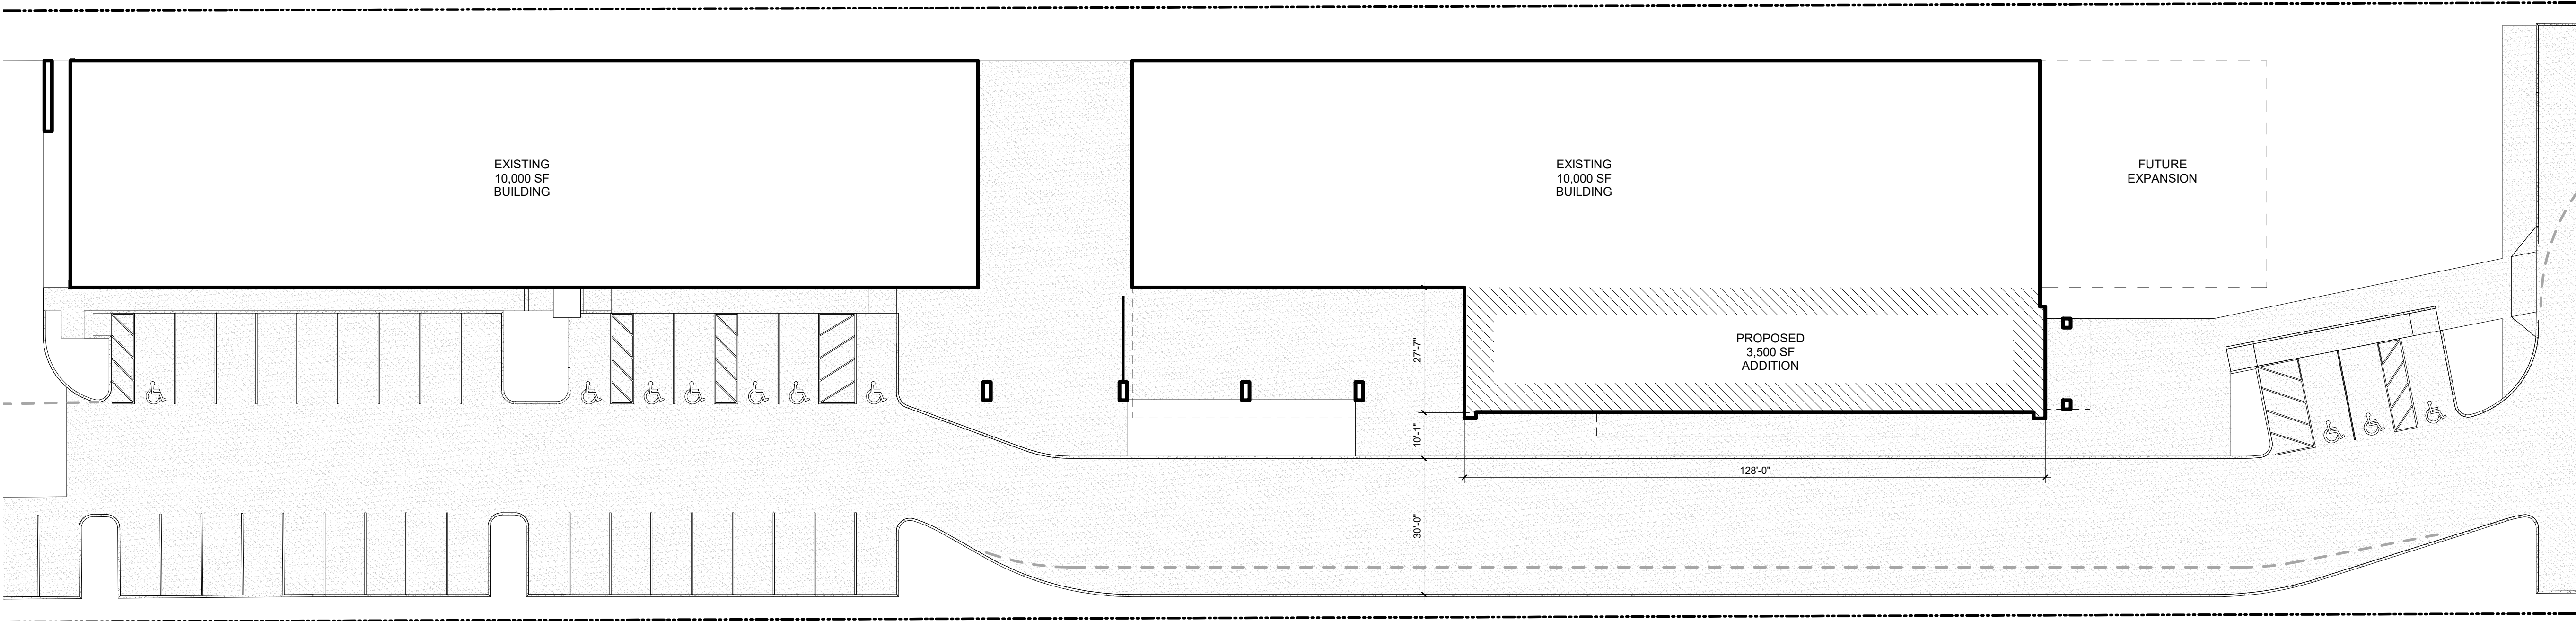 EXISTING
10,000 SF
BUILDING
EXISTING
10,000 SF
BUILDING
FUTURE
EXPANSION
PROPOSED
3,500 SF
ADDITION
27'-7"
10'-1"
128'-0"
30'-0"